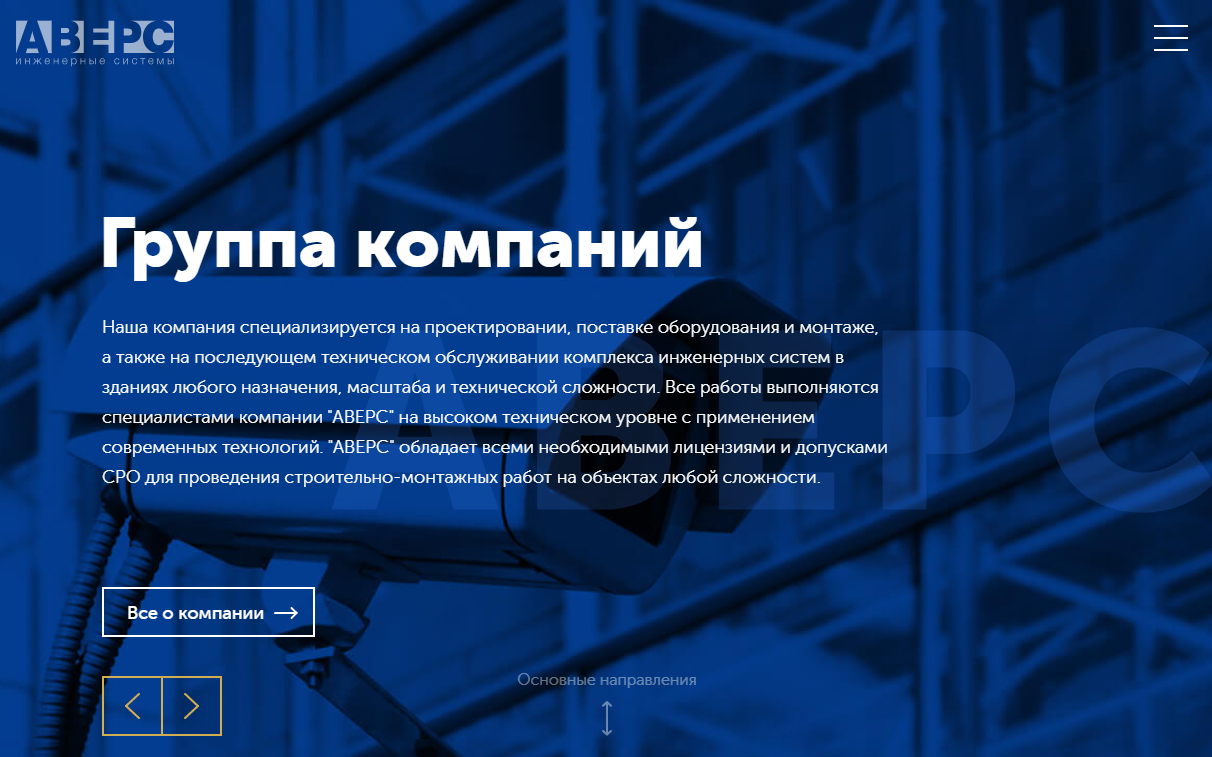 АВЕРС
инженерные системы
Группа компаний
Наша компания специализируется на проектировании, поставке оборудования и монтаже,
а также на последующем техническом обслуживании комплекса инженерных систем в
зданиях любого назначения, масштаба и технической сложности. Все работы выполняются
специалистами компании "АВЕРС" на высоком техническом уровне с применением
современных технологий. "АВЕРС" обладает всеми необходимыми лицензиями и допусками
СРО для проведения строительно-монтажных работ на объектах любой сложности.
АВЕРС
Все о компании
Основные направления